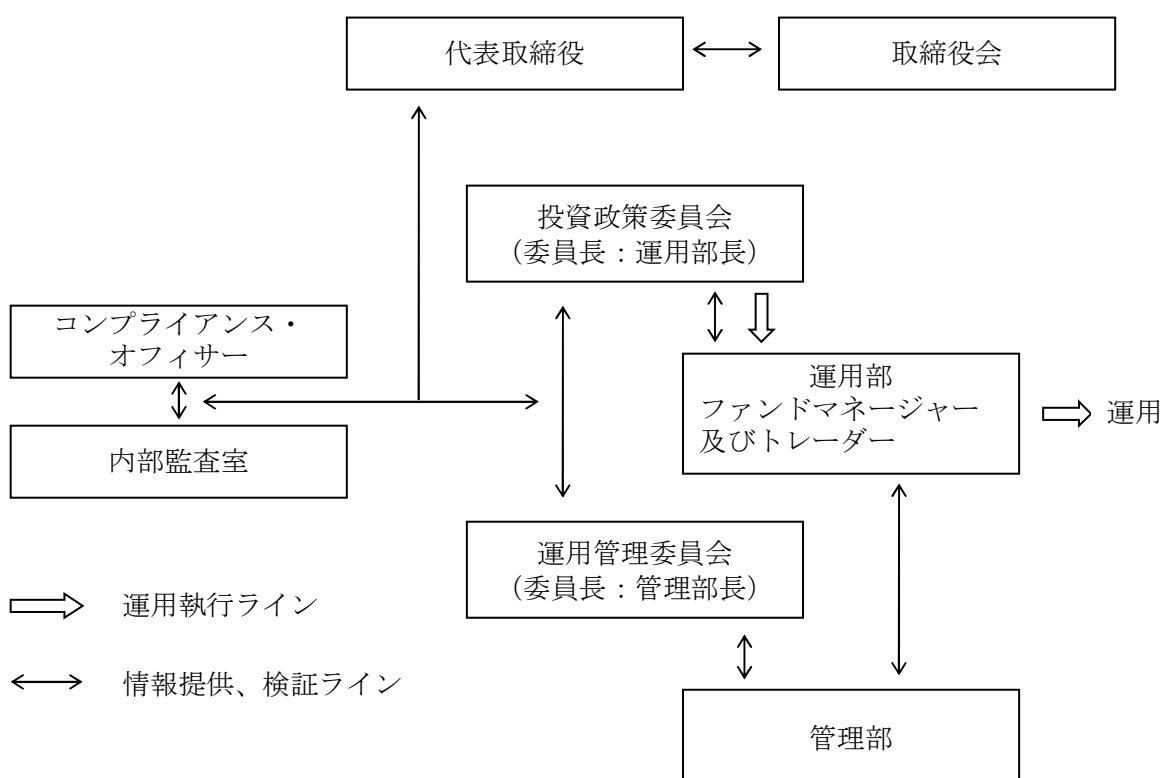 代表取締役
取締役会
投資政策委員会
（委員長：運用部長）
コンプライアンス・
オフィサー
運用部
ファンドマネージャー
及びトレーダー
運用
内部監査室
運用管理委員会
（委員長：管理部長）
運用執行ライン
情報提供、検証ライン
管理部